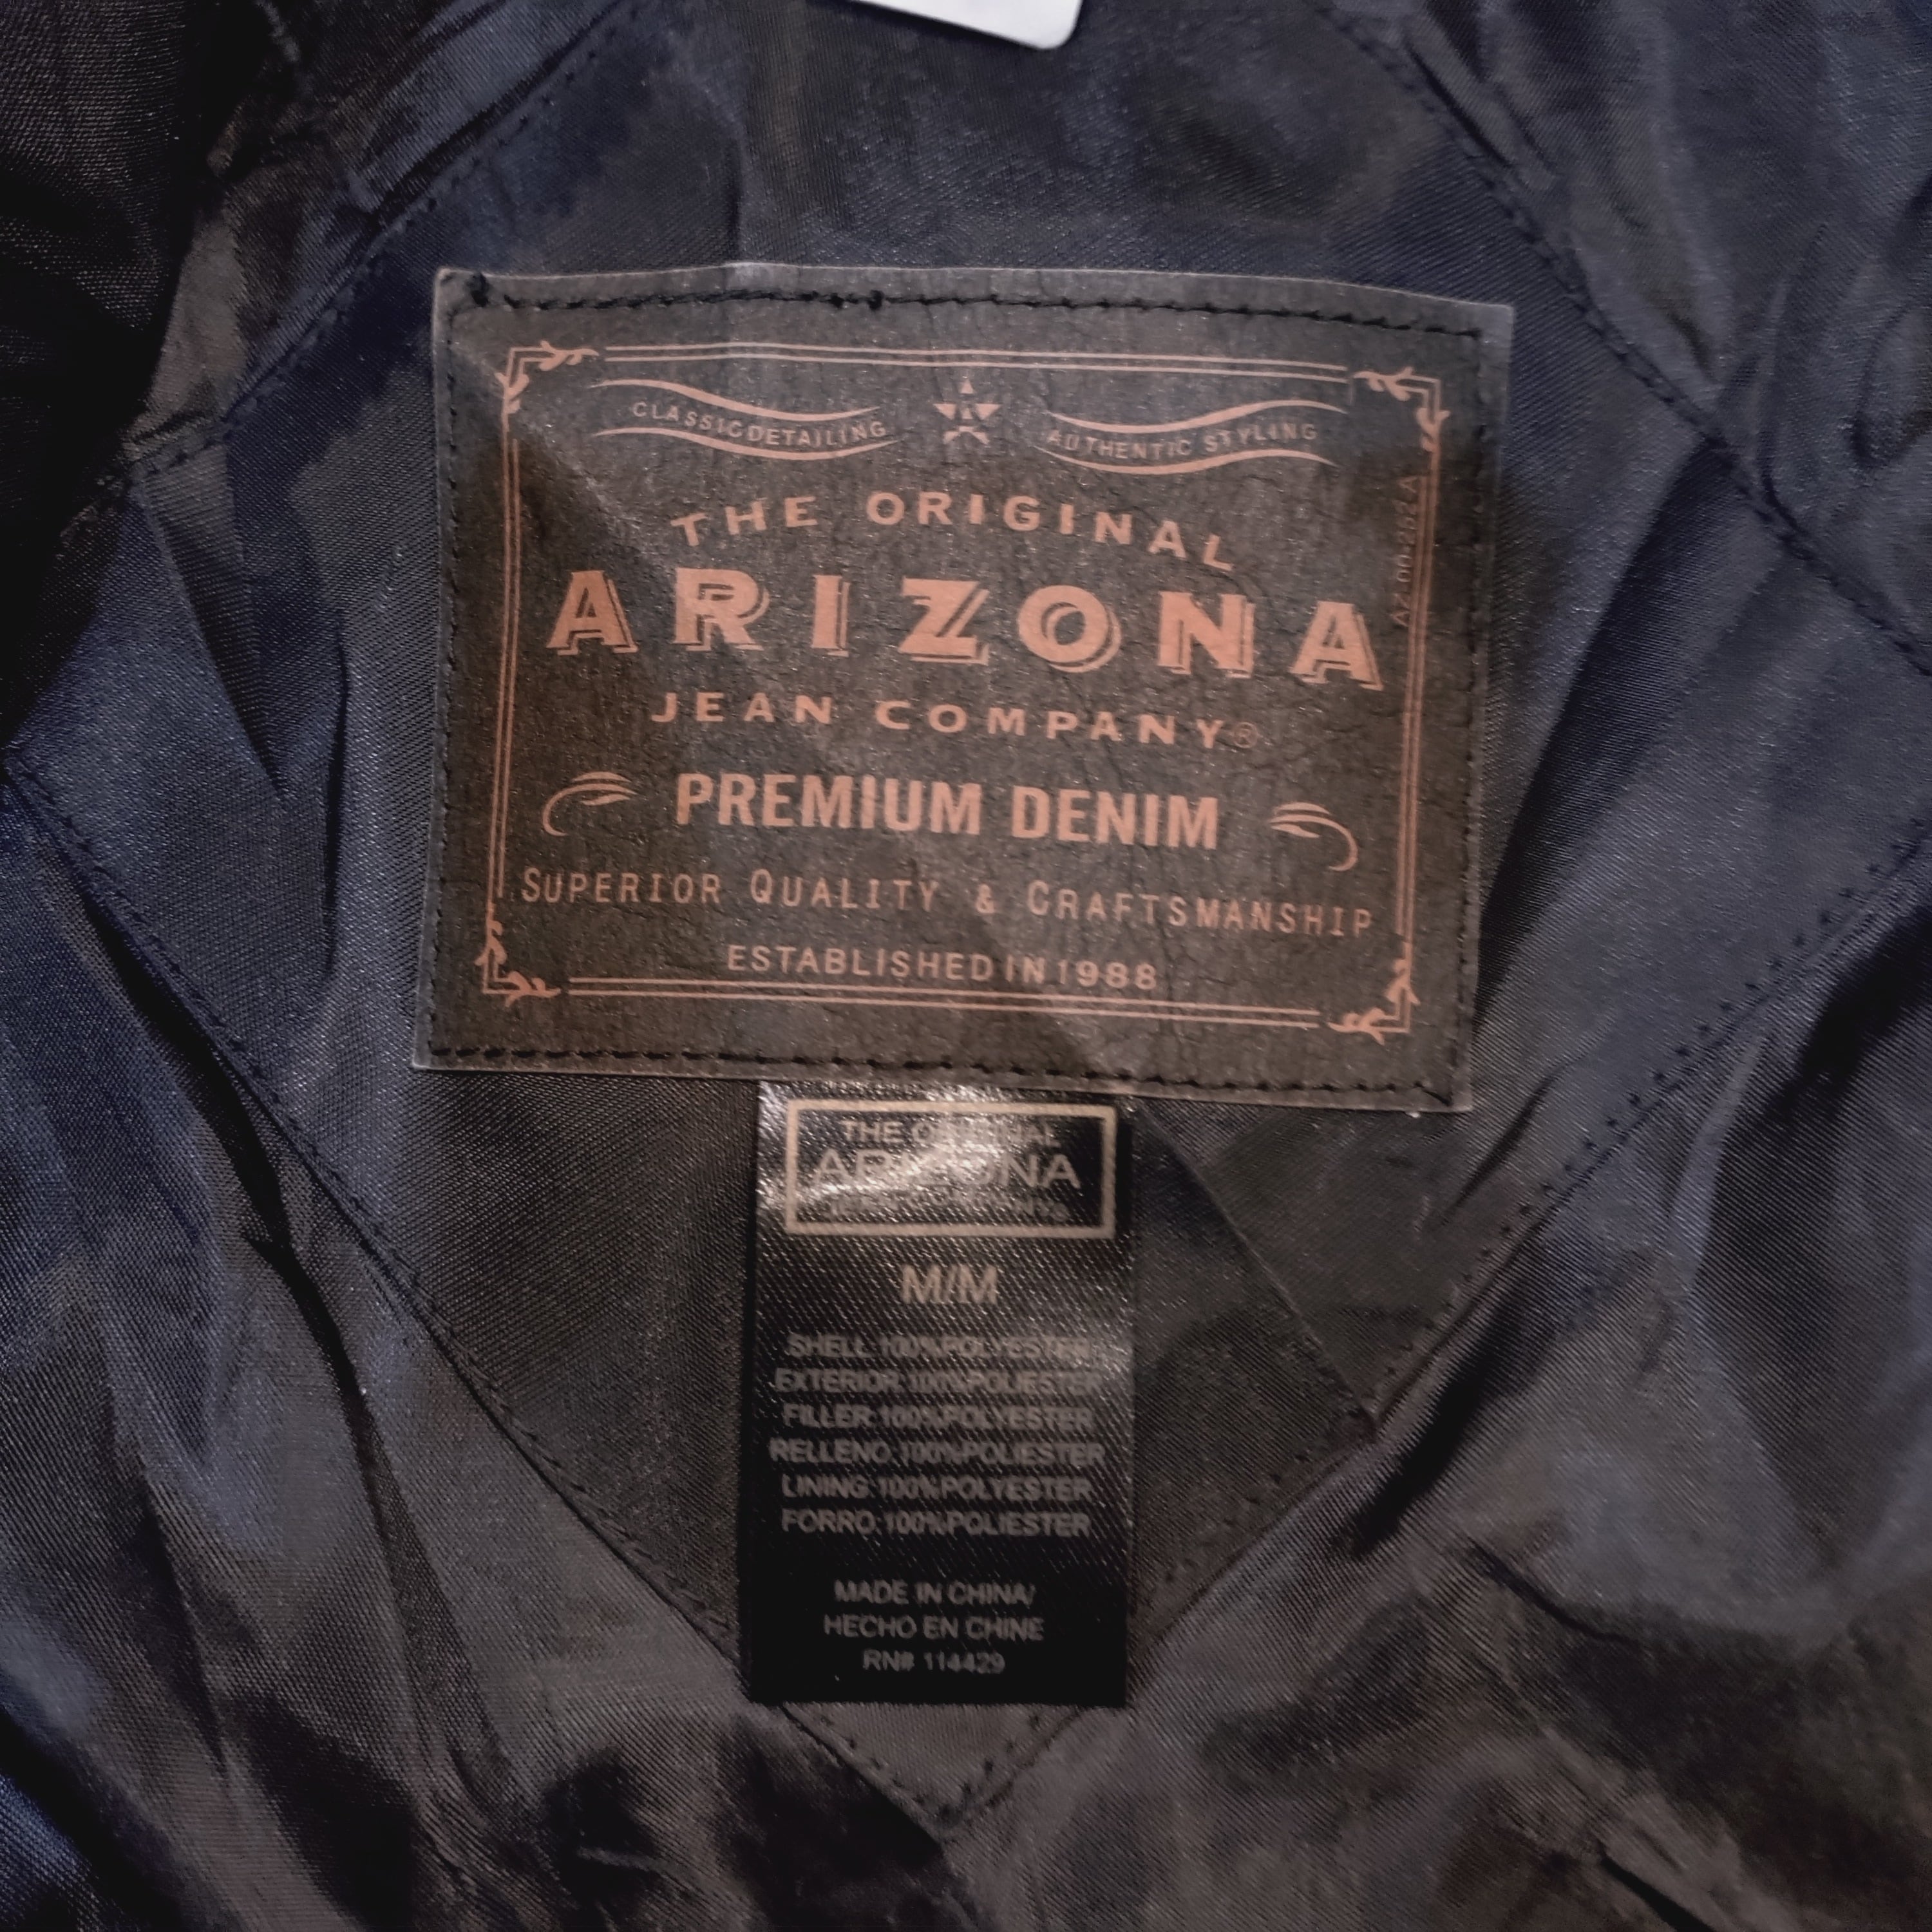 CLASSIC DETAILING
AUTHENTIC STYLING
THE ORIGINAL
ARIZONA
JEAN COMPANY®
PREMIUM DENIM
SUPERIOR QUALITY & CRAFTSMANSHIP
ESTABLISHED IN 1988
THE ORIGINAL
ARIZONA
M/M
SHELL:100%POLYESTER
EXTERIOR:100%POLIESTER
FILLER:100%POLYESTER
RELLENO:100%POLIESTER
LINING:100%POLYESTER
FORRO:100%POLIESTER
MADE IN CHINA/
HECHO EN CHINE
RN# 114429